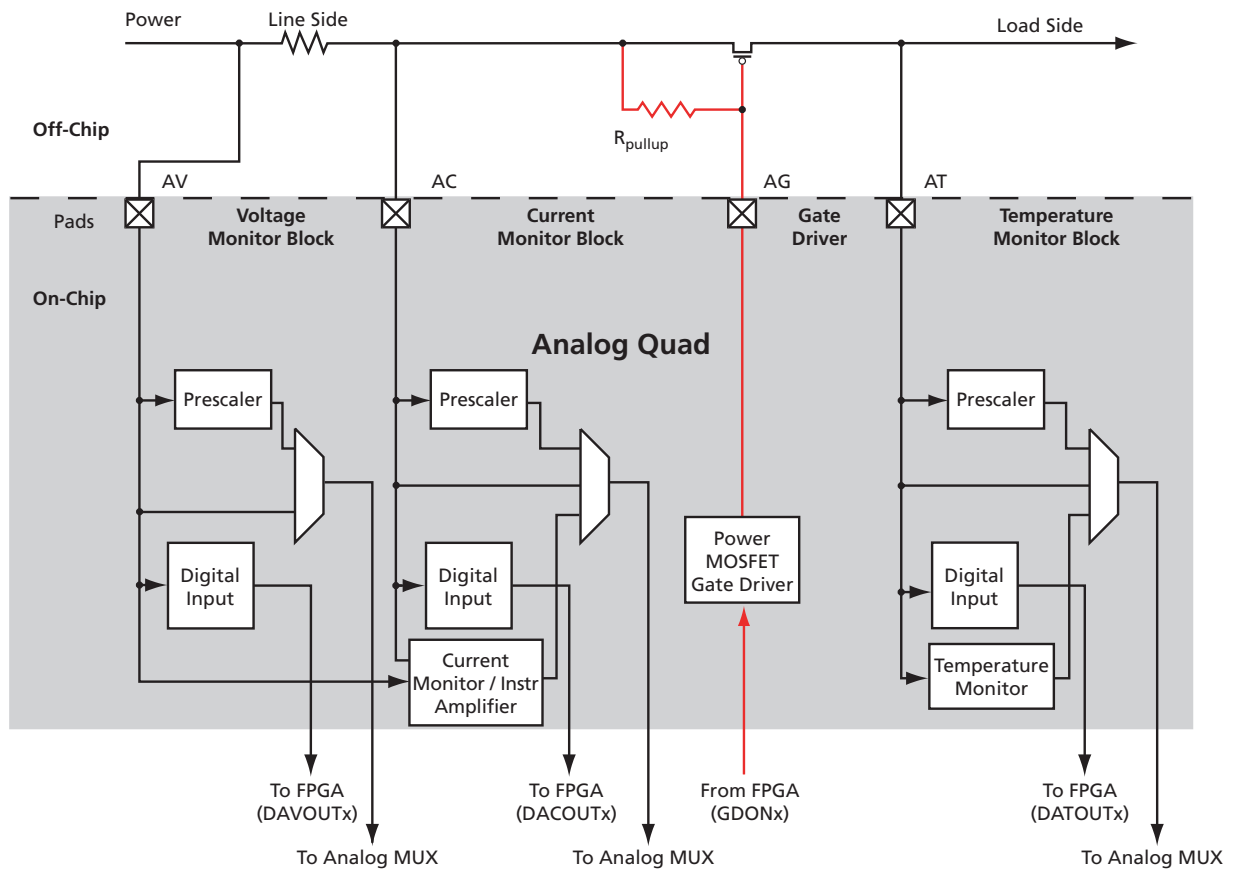 Power
Line Side
Load Side
Off-Chip
Rpullup
AV
AC
AG
AT
Pads
Voltage
Monitor Block
Current
Monitor Block
Gate
Driver
Temperature
Monitor Block
On-Chip
Analog Quad
Prescaler
Prescaler
Prescaler
Digital
Input
Digital
Input
Power
MOSFET
Gate Driver
Digital
Input
Current
Monitor / Instr
Amplifier
Temperature
Monitor
To FPGA
(DAVOUTx)
To FPGA
(DACOUTx)
From FPGA
(GDONx)
To FPGA
(DATOUTx)
To Analog MUX
To Analog MUX
To Analog MUX